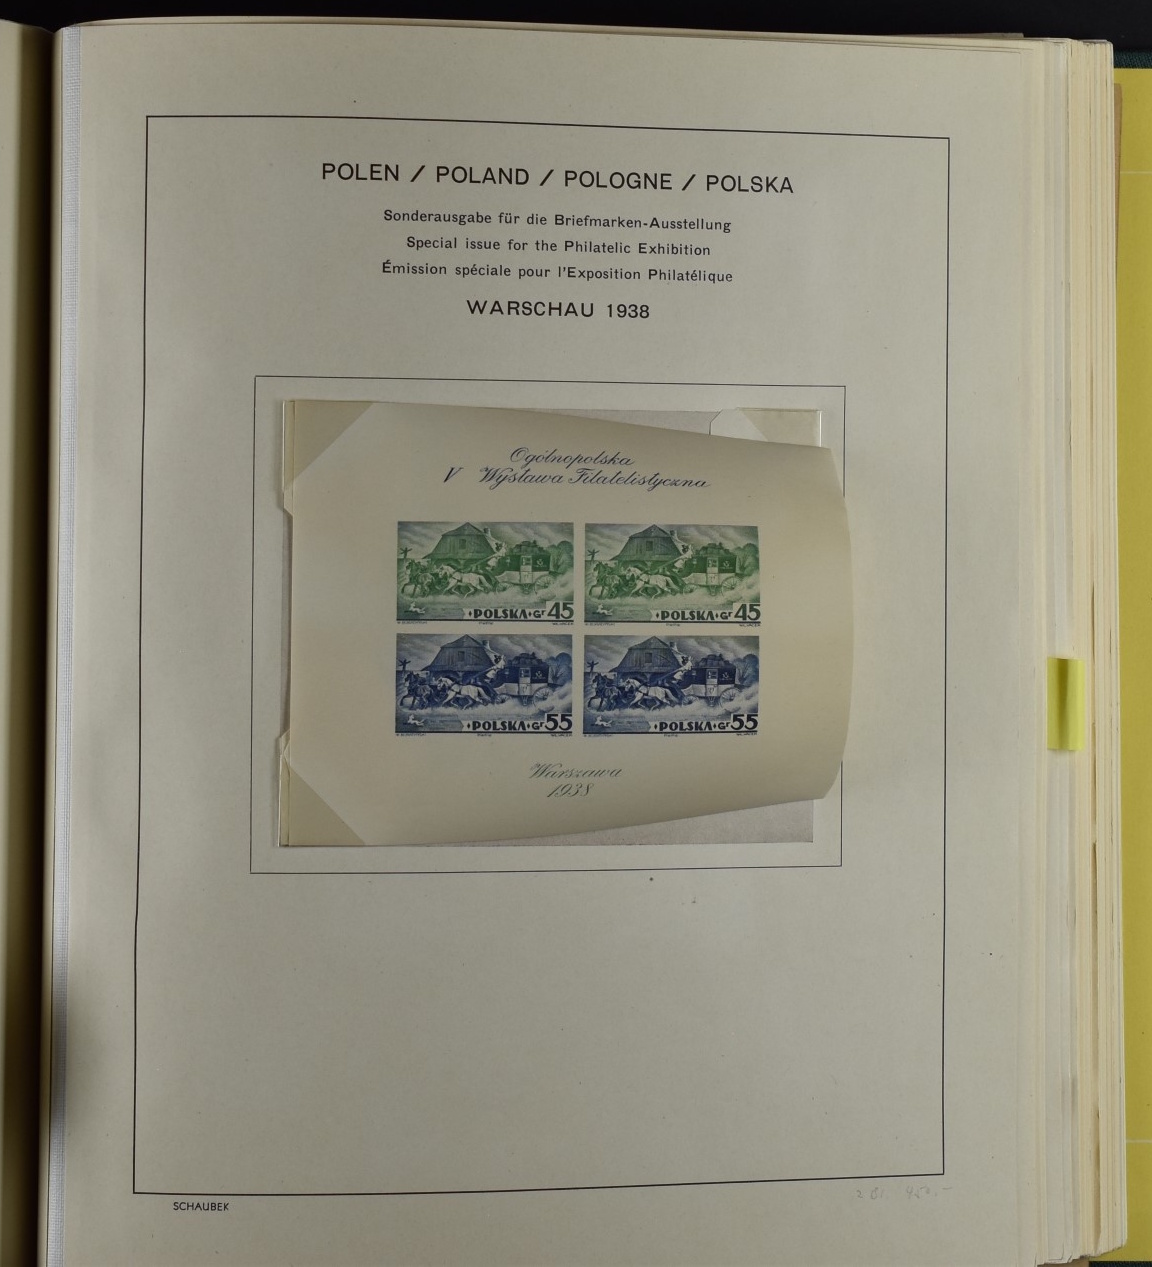 POLEN / POLAND / POLOGNE / POLSKA
Sonderausgabe für die Briefmarken-Ausstellung
Special issue for the Philatelic Exhibition
Émission spéciale pour l'Exposition Philatélique
WARSCHAU 1938
Ogólnopolska
V Wystawa Filatelistyczna
·POLSKA·Gr 45
·POLSKA·Gr 45
·POLSKA·Gr 55
·POLSKA·Gr 55
Warszawa
1938
SCHAUBEK